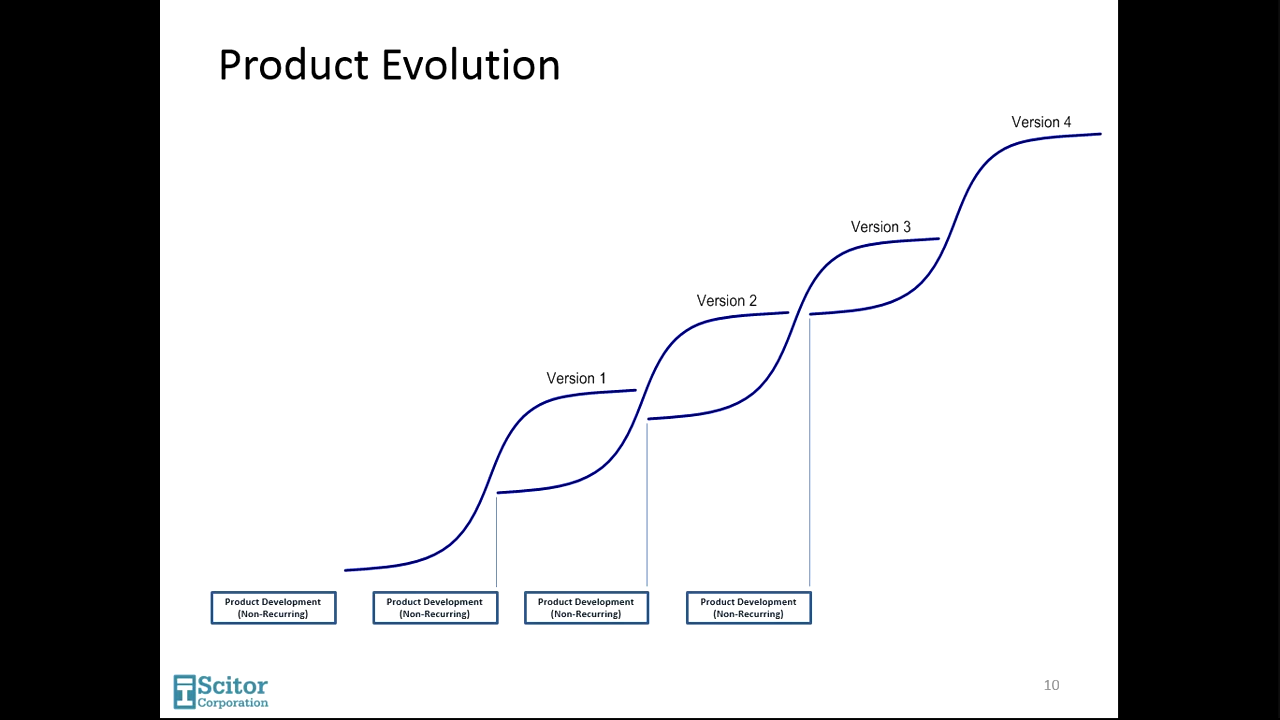 Product Evolution
Version 4
Version 3
Version 2
Version 1
Product Development
(Non-Recurring)
Product Development
(Non-Recurring)
Product Development
(Non-Recurring)
Product Development
(Non-Recurring)
Scitor
Corporation
10